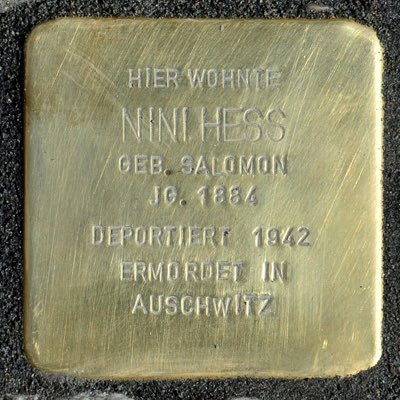 HIER WOHNTE
NINI HESS
GEB. SALOMON
JG. 1884
DEPORTIERT 1942
ERMORDET IN
AUSCHWITZ